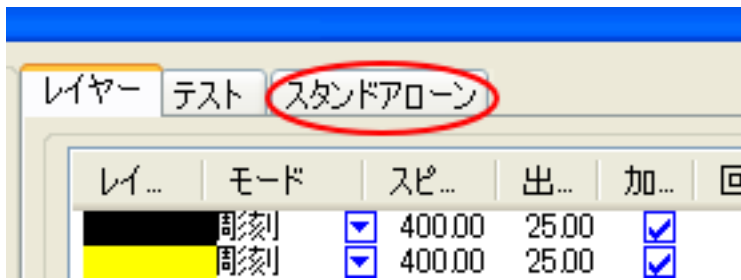 レイヤー テスト スタンドアローン
レイ... モード スピ... 出... 加... 回
彫刻 400.00 25.00
彫刻 400.00 25.00